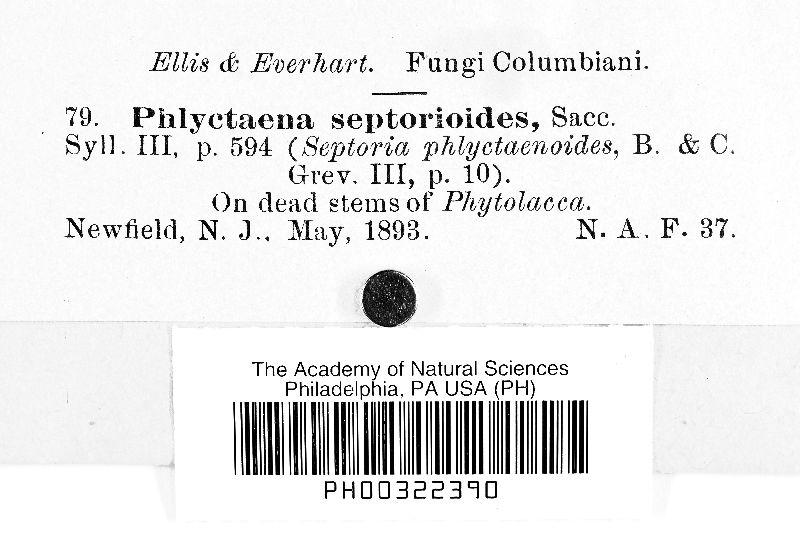 Ellis & Everhart. Fungi Columbiani.
79. Phlyctaena septorioides, Sacc.
Syll. III, p. 594 (Septoria phlyctaenoides, B. & C.
Grev. III, p. 10).
On dead stems of Phytolacca.
Newfield, N. J., May, 1893. N. A. F. 37.
The Academy of Natural Sciences
Philadelphia, PA USA (PH)
PH00322390